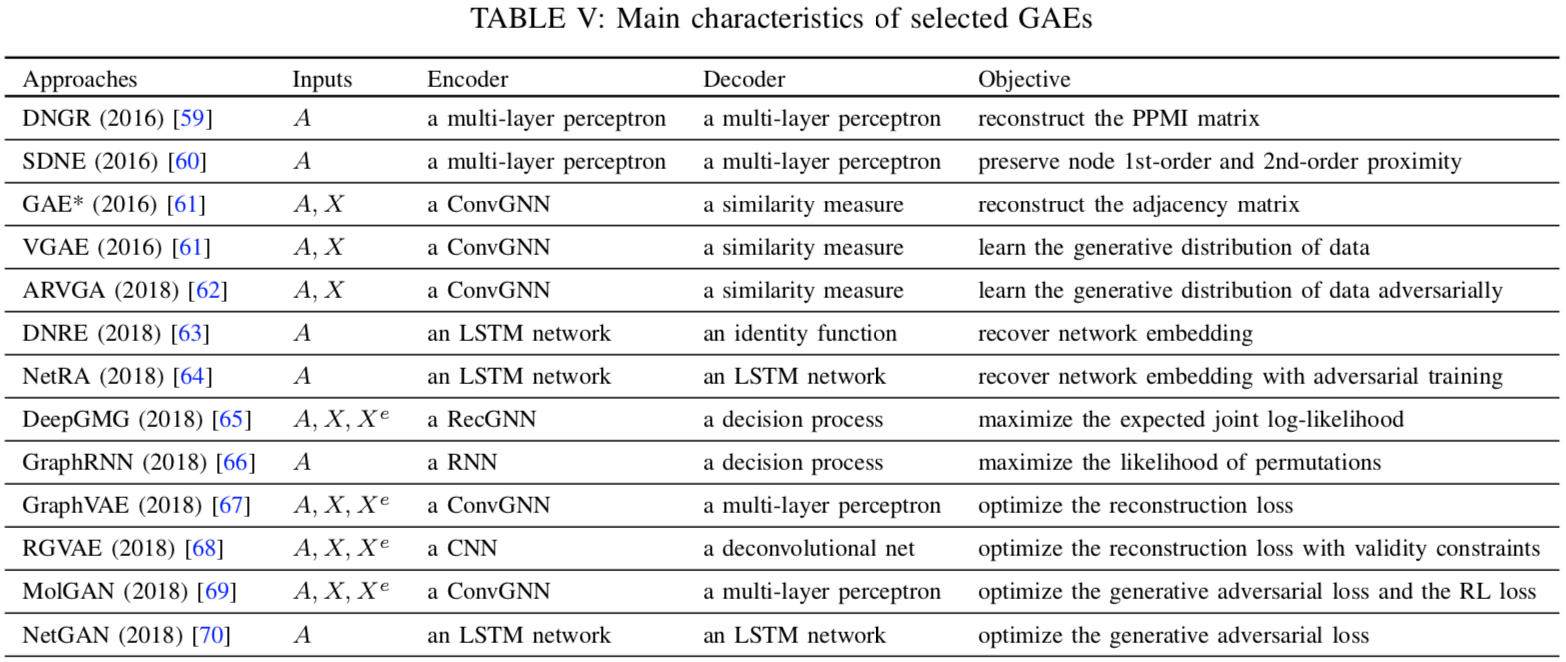 TABLE V: Main characteristics of selected GAEs
Approaches Inputs Encoder Decoder Objective
DNGR (2016) [59] A a multi-layer perceptron a multi-layer perceptron reconstruct the PPMI matrix
SDNE (2016) [60] A a multi-layer perceptron a multi-layer perceptron preserve node 1st-order and 2nd-order proximity
GAE* (2016) [61] A, X a ConvGNN a similarity measure reconstruct the adjacency matrix
VGAE (2016) [61] A, X a ConvGNN a similarity measure learn the generative distribution of data
ARVGA (2018) [62] A, X a ConvGNN a similarity measure learn the generative distribution of data adversarially
DNRE (2018) [63] A an LSTM network an identity function recover network embedding
NetRA (2018) [64] A an LSTM network an LSTM network recover network embedding with adversarial training
DeepGMG (2018) [65] A, X, Xᵉ a RecGNN a decision process maximize the expected joint log-likelihood
GraphRNN (2018) [66] A a RNN a decision process maximize the likelihood of permutations
GraphVAE (2018) [67] A, X, Xᵉ a ConvGNN a multi-layer perceptron optimize the reconstruction loss
RGVAE (2018) [68] A, X, Xᵉ a CNN a deconvolutional net optimize the reconstruction loss with validity constraints
MolGAN (2018) [69] A, X, Xᵉ a ConvGNN a multi-layer perceptron optimize the generative adversarial loss and the RL loss
NetGAN (2018) [70] A an LSTM network an LSTM network optimize the generative adversarial loss